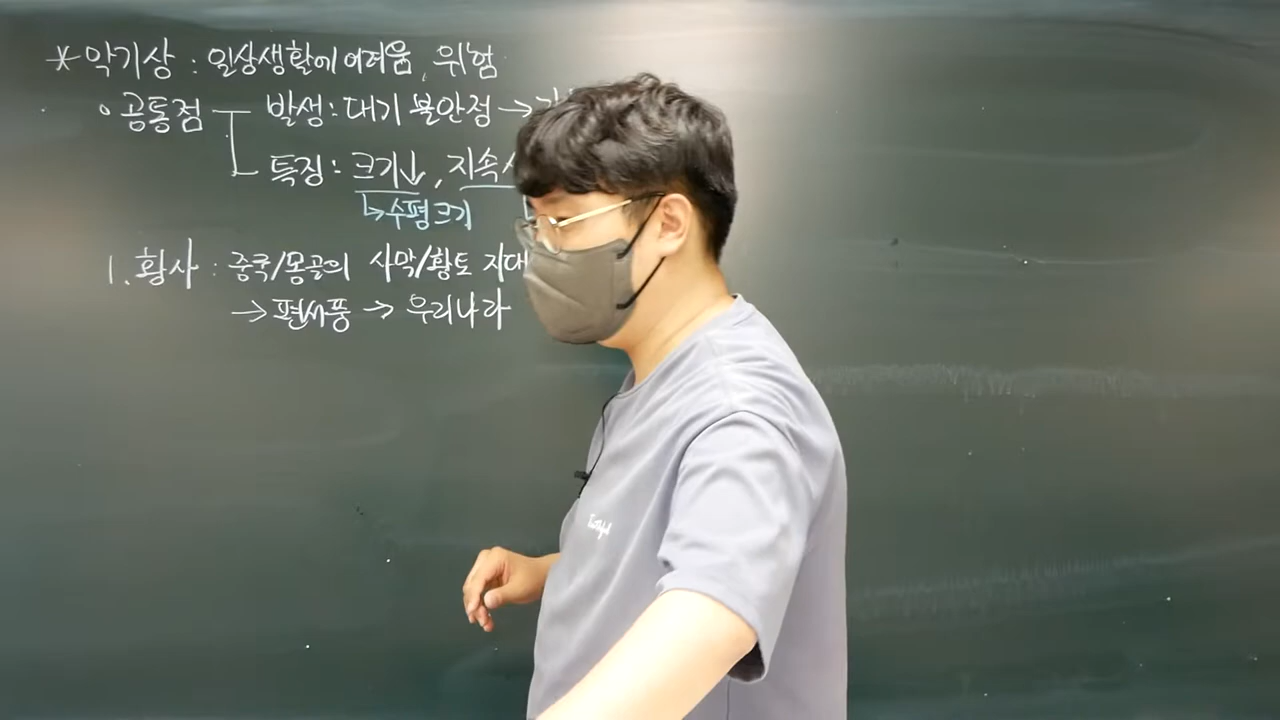 * 악기상 : 일상생활에 어려움, 위험
• 공통점 발생 : 대기 불안정 →
특징 : 크기↓, 지속
↳ 수평 크기
1. 황사 : 중국/몽골의 사막/황토 지대
→ 편서풍 → 우리나라